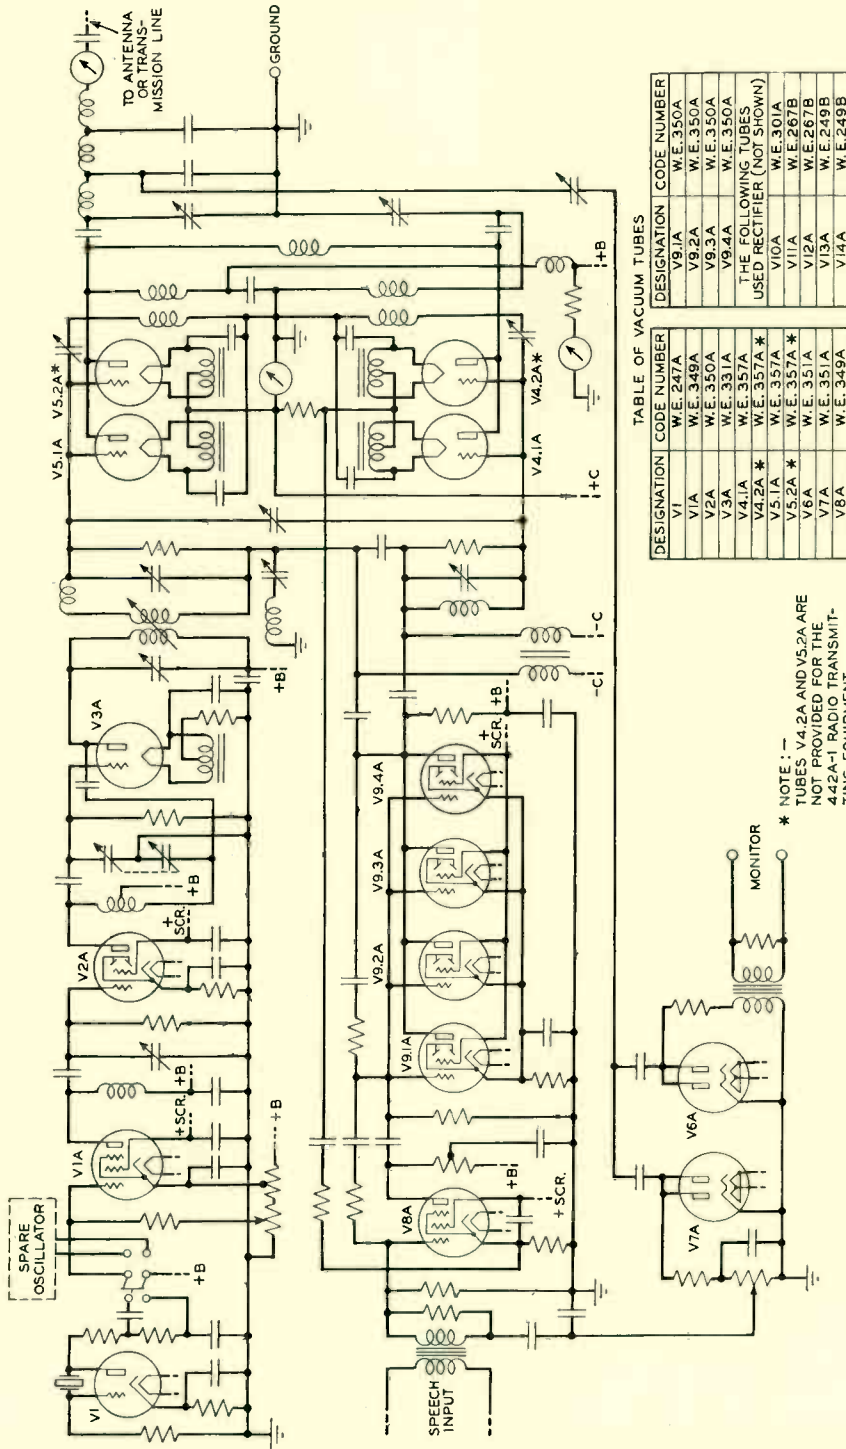 TO ANTENNA
OR TRANS-
MISSION LINE
GROUND
SPARE
OSCILLATOR
V1
+B
+B
V1A
+SCR.
+B
V2A
+
SCR.
+B
V3A
+B
V5.1A
V5.2A*
V4.1A
V4.2A*
+B
+C
-C
-C
SPEECH
INPUT
V8A
+B
+SCR.
V9.1A
V9.2A
V9.3A
V9.4A
+
SCR.
+B
V7A
V6A
MONITOR
* NOTE :—
TUBES V4.2A AND V5.2A ARE
NOT PROVIDED FOR THE
442A-1 RADIO TRANSMIT-
TING EQUIPMENT
TABLE OF VACUUM TUBES
DESIGNATION CODE NUMBER
V1 W.E. 247A
V1A W.E. 349A
V2A W.E. 350A
V3A W.E. 331A
V4.1A W.E. 357A
V4.2A * W.E. 357A *
V5.1A W.E. 357A
V5.2A * W.E. 357A *
V6A W.E. 351A
V7A W.E. 351A
V8A W.E. 349A
DESIGNATION CODE NUMBER
V9.1A W.E. 350A
V9.2A W.E. 350A
V9.3A W.E. 350A
V9.4A W.E. 350A
THE FOLLOWING TUBES
USED RECTIFIER (NOT SHOWN)
V10A W.E. 301A
V11A W.E. 267B
V12A W.E. 267B
V13A W.E. 249B
V14A W.E. 249B